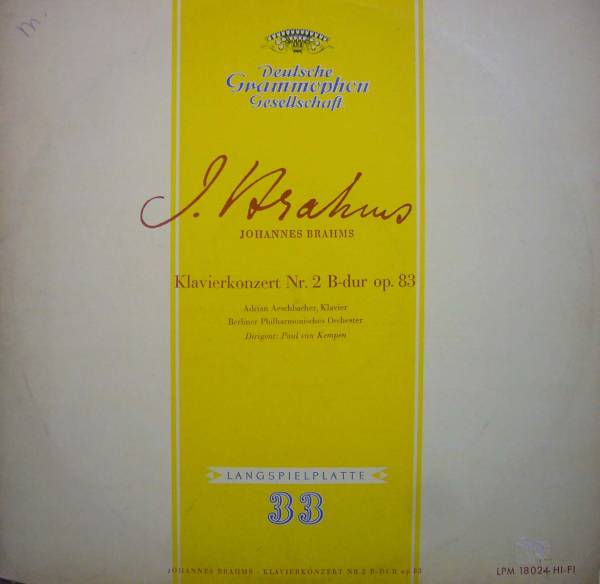 m.
Deutsche
Grammophon
Gesellschaft
J. Brahms
JOHANNES BRAHMS
Klavierkonzert Nr. 2 B-dur op. 83
Adrian Aeschbacher, Klavier
Berliner Philharmonisches Orchester
Dirigent: Paul van Kempen
LANGSPIELPLATTE
33
JOHANNES BRAHMS - KLAVIERKONZERT NR. 2 B-DUR op. 83
LPM 18024 HI-FI